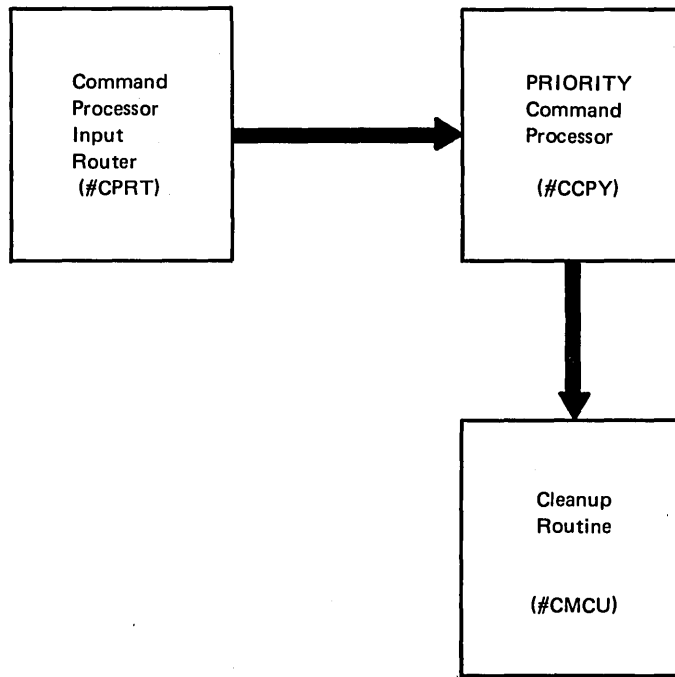 Command
Processor
Input
Router
(#CPRT)
PRIORITY
Command
Processor
(#CCPY)
Cleanup
Routine
(#CMCU)